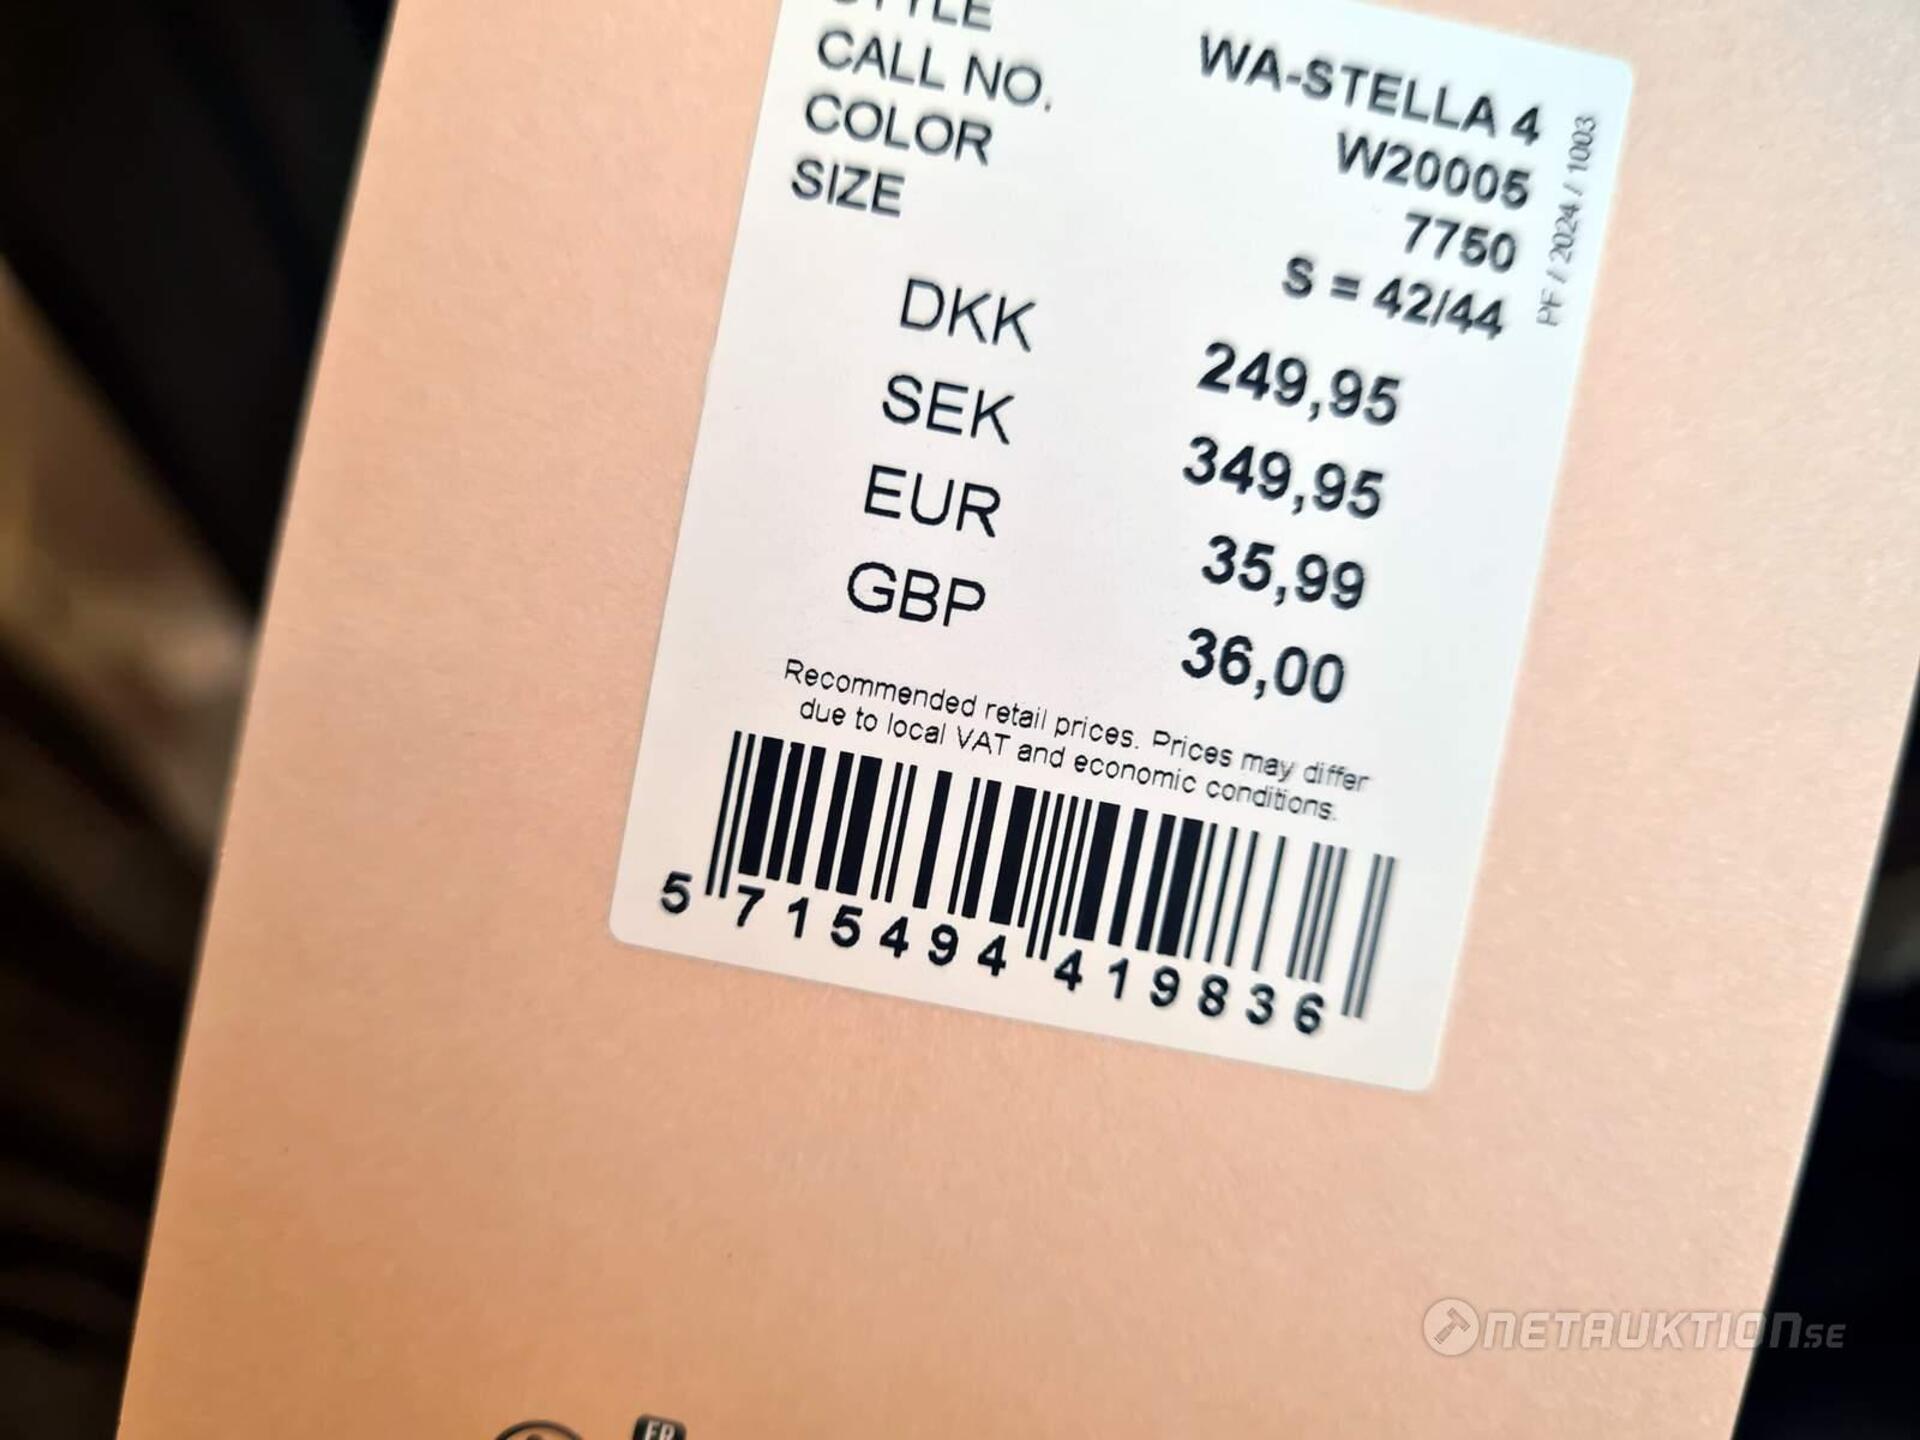 STYLE WA-STELLA 4
CALL NO. W20005
COLOR 7750
SIZE S = 42/44
PF / 2024 / 1003
DKK 249,95
SEK 349,95
EUR 35,99
GBP 36,00
Recommended retail prices. Prices may differ
due to local VAT and economic conditions.
5 715494 419836
FR
NETAUKTION.SE